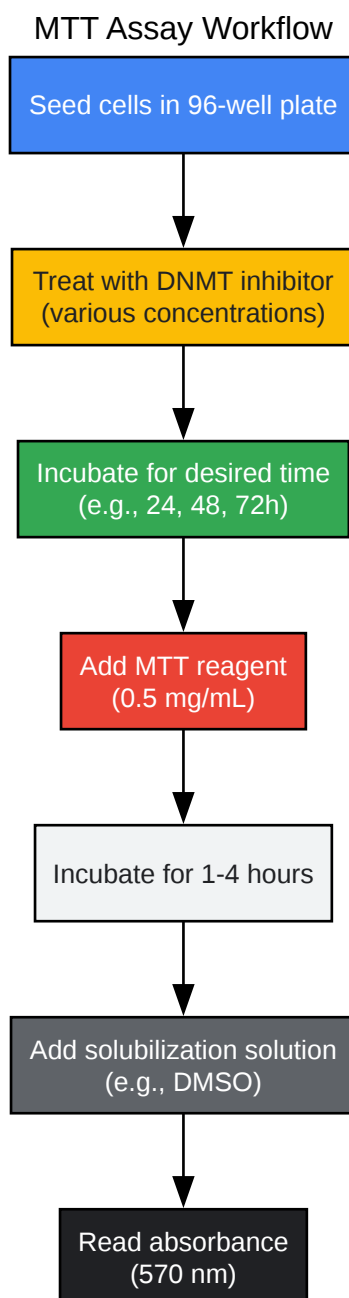 MTT Assay Workflow
Seed cells in 96-well plate
Treat with DNMT inhibitor
(various concentrations)
Incubate for desired time
(e.g., 24, 48, 72h)
Add MTT reagent
(0.5 mg/mL)
Incubate for 1-4 hours
Add solubilization solution
(e.g., DMSO)
Read absorbance
(570 nm)